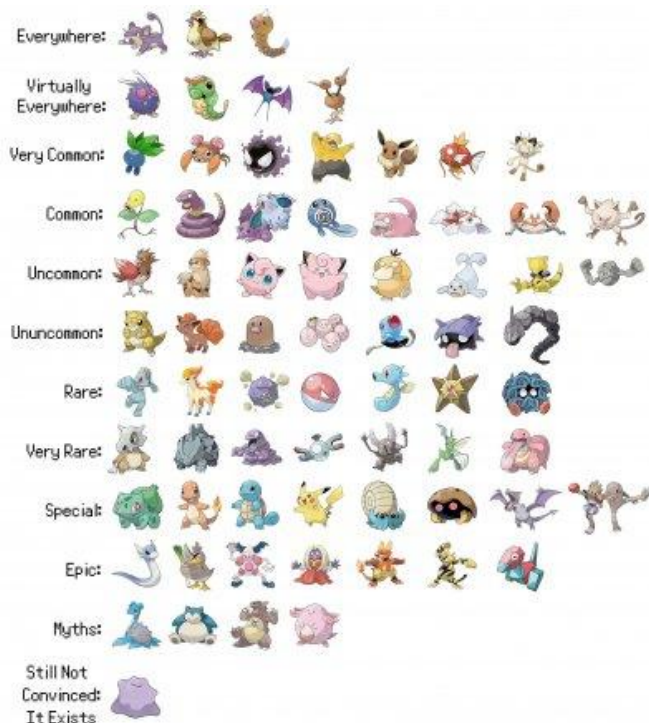 Everywhere:
Virtually
Everywhere:
Very Common:
Common:
Uncommon:
Ununcommon:
Rare:
Very Rare:
Special:
Epic:
Myths:
Still Not
Convinced:
It Exists